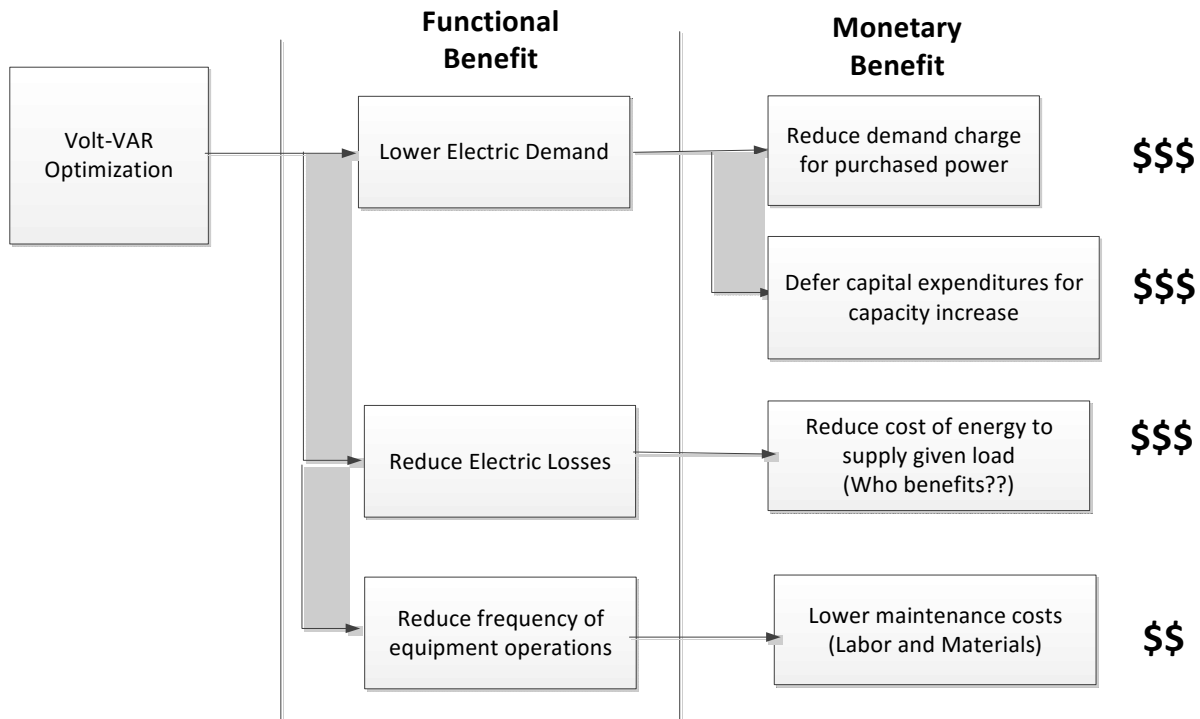 Functional
Benefit
Monetary
Benefit
Volt-VAR
Optimization
Lower Electric Demand
Reduce demand charge
for purchased power
$$$
Defer capital expenditures for
capacity increase
$$$
Reduce Electric Losses
Reduce cost of energy to
supply given load
(Who benefits??)
$$$
Reduce frequency of
equipment operations
Lower maintenance costs
(Labor and Materials)
$$